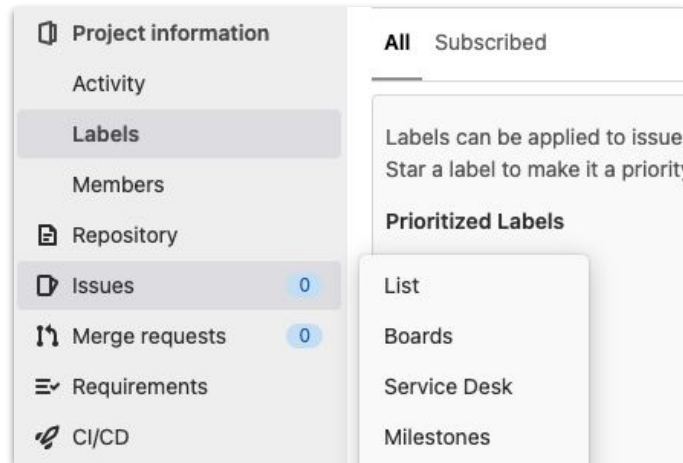 Project information
Activity
Labels
Members
Repository
Issues 0
Merge requests 0
Requirements
CI/CD
All Subscribed
Labels can be applied to issue
Star a label to make it a priority
Prioritized Labels
List
Boards
Service Desk
Milestones